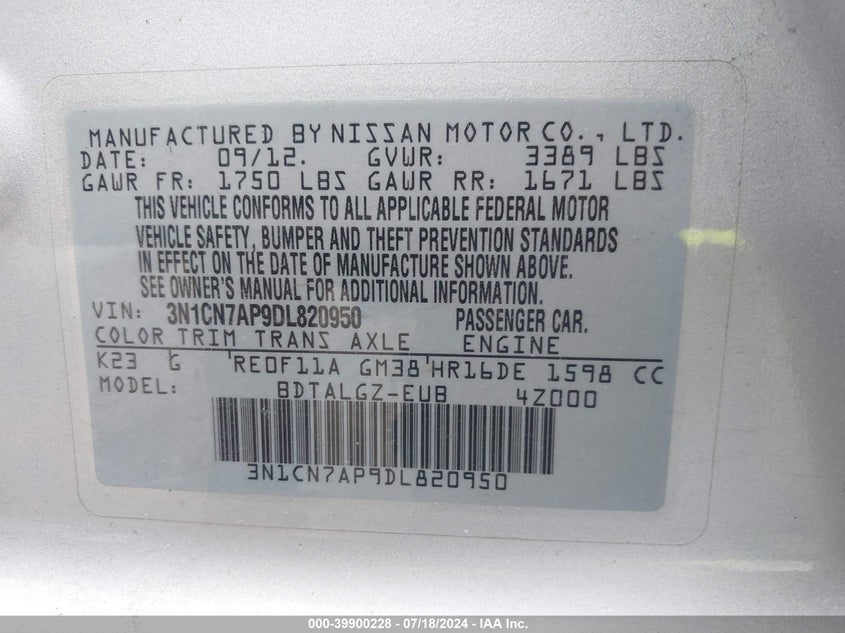 MANUFACTURED BY NISSAN MOTOR CO., LTD.
DATE: 09/12. GVWR: 3389 LBS
GAWR FR: 1750 LBS GAWR RR: 1671 LBS
THIS VEHICLE CONFORMS TO ALL APPLICABLE FEDERAL MOTOR
VEHICLE SAFETY, BUMPER AND THEFT PREVENTION STANDARDS
IN EFFECT ON THE DATE OF MANUFACTURE SHOWN ABOVE.
SEE OWNER'S MANUAL FOR ADDITIONAL INFORMATION.
VIN: 3N1CN7AP9DL820950 PASSENGER CAR.
COLOR TRIM TRANS AXLE ENGINE
K23 G RE0F11A GM38 HR16DE 1598 CC
MODEL: BDTALGZ-EUB 4Z000
3N1CN7AP9DL820950
000-39900228 - 07/18/2024 - IAA Inc.